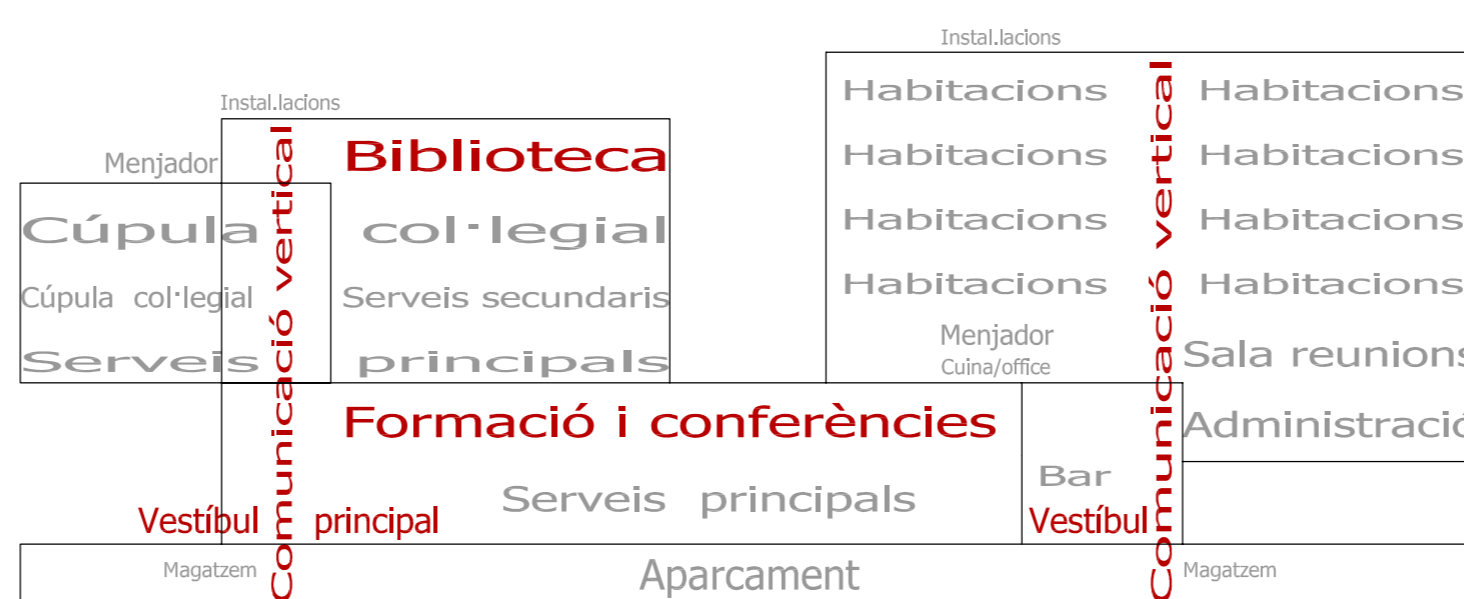 Instal.lacions
Habitacions Habitacions
Instal.lacions
Menjador Biblioteca Habitacions Habitacions
Cúpula col·legial Habitacions Habitacions
Cúpula col·legial Serveis secundaris Habitacions Habitacions
Menjador
Serveis principals Cuina/office Sala reunions
Comunicació vertical
Comunicació vertical
Formació i conferències Administració
Serveis principals Bar
Vestíbul principal Vestíbul
Magatzem Aparcament Magatzem